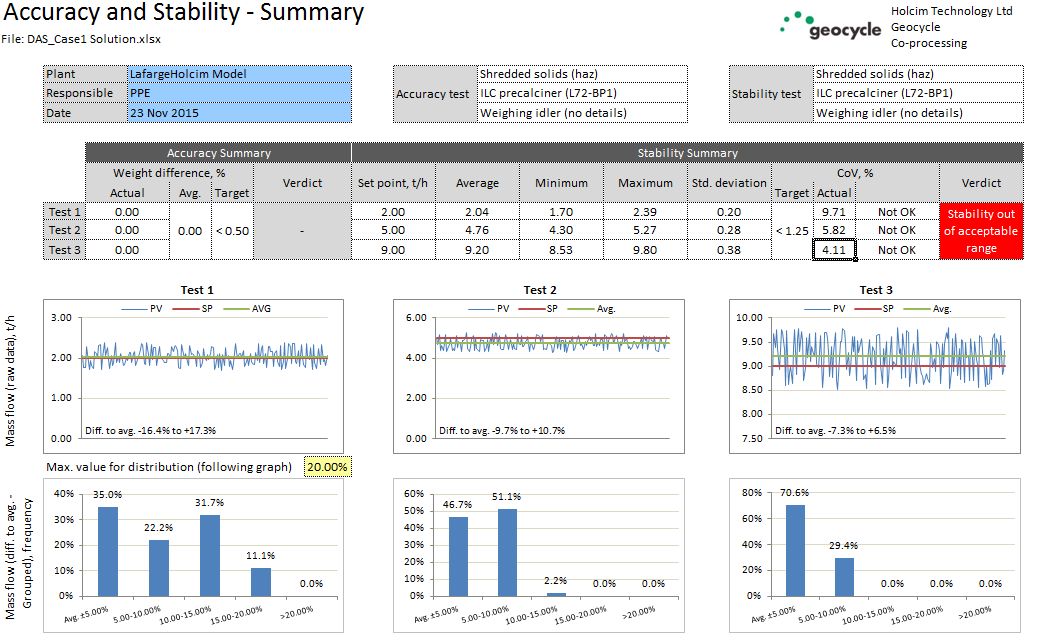 Accuracy and Stability - Summary
File: DAS_Case1 Solution.xlsx
geocycle
Holcim Technology Ltd
Geocycle
Co-processing
Plant LafargeHolcim Model
Responsible PPE
Date 23 Nov 2015
Accuracy test
Shredded solids (haz)
ILC precalciner (L72-BP1)
Weighing idler (no details)
Stability test
Shredded solids (haz)
ILC precalciner (L72-BP1)
Weighing idler (no details)
Accuracy Summary Stability Summary
Weight difference, % Verdict Set point, t/h Average Minimum Maximum Std. deviation CoV, % Verdict
Actual Avg. Target Target Actual
Test 1 0.00 2.00 2.04 1.70 2.39 0.20 9.71 Not OK
Test 2 0.00 0.00 < 0.50 - 5.00 4.76 4.30 5.27 0.28 < 1.25 5.82 Not OK
Test 3 0.00 9.00 9.20 8.53 9.80 0.38 4.11 Not OK
Stability out
of acceptable
range
Mass flow (raw data), t/h
Test 1
PV SP AVG
3.00
2.00
1.00
0.00
Diff. to avg. -16.4% to +17.3%
Test 2
PV SP Avg.
6.00
4.00
2.00
0.00
Diff. to avg. -9.7% to +10.7%
Test 3
PV SP Avg.
10.00
9.50
9.00
8.50
8.00
7.50
Diff. to avg. -7.3% to +6.5%
Max. value for distribution (following graph) 20.00%
Mass flow (diff. to avg. -
Grouped), frequency
40%
30%
20%
10%
0%
35.0% 22.2% 31.7% 11.1% 0.0%
Avg ±5.00% 5.00-10.00% 10.00-15.00% 15.00-20.00% >20.00%
60%
50%
40%
30%
20%
10%
0%
46.7% 51.1% 2.2% 0.0% 0.0%
Avg ±5.00% 5.00-10.00% 10.00-15.00% 15.00-20.00% >20.00%
80%
60%
40%
20%
0%
70.6% 29.4% 0.0% 0.0% 0.0%
Avg ±5.00% 5.00-10.00% 10.00-15.00% 15.00-20.00% >20.00%